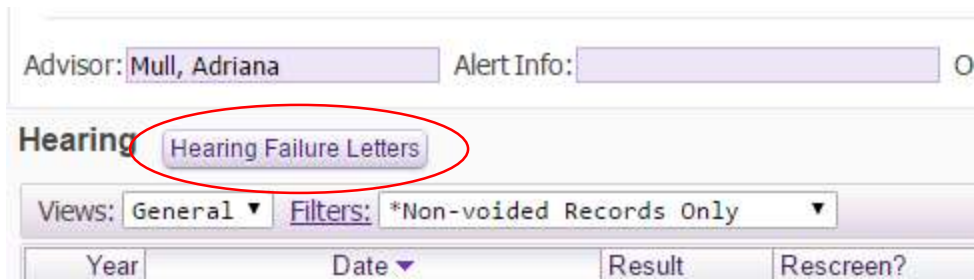 Advisor: Mull, Adriana Alert Info: O
Hearing Hearing Failure Letters
Views: General Filters: *Non-voided Records Only
Year Date Result Rescreen?